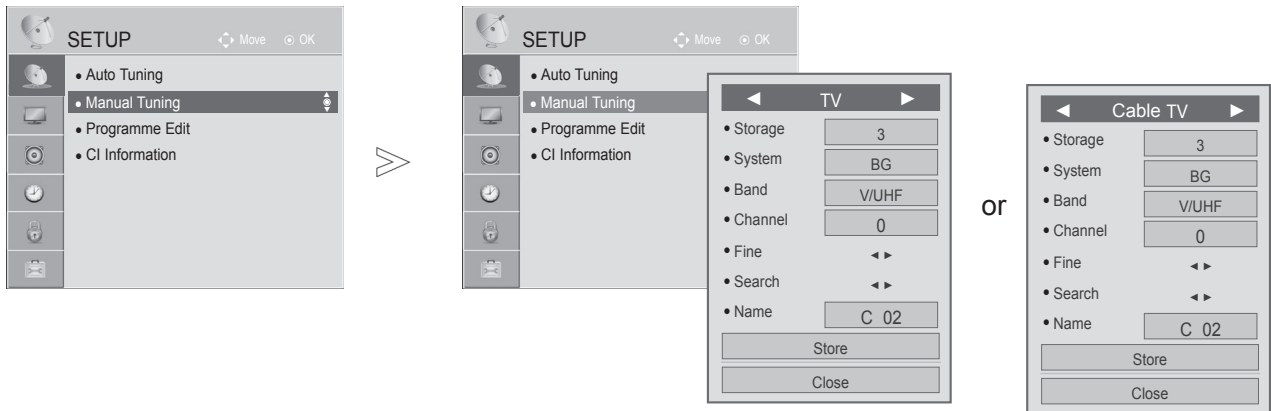 SETUP Move OK
• Auto Tuning
• Manual Tuning
• Programme Edit
• CI Information
SETUP Move OK
• Auto Tuning
• Manual Tuning
• Programme Edit
• CI Information
◄ TV ►
• Storage 3
• System BG
• Band V/UHF
• Channel 0
• Fine ◄ ►
• Search ◄ ►
• Name C 02
Store
Close
or
◄ Cable TV ►
• Storage 3
• System BG
• Band V/UHF
• Channel 0
• Fine ◄ ►
• Search ◄ ►
• Name C 02
Store
Close